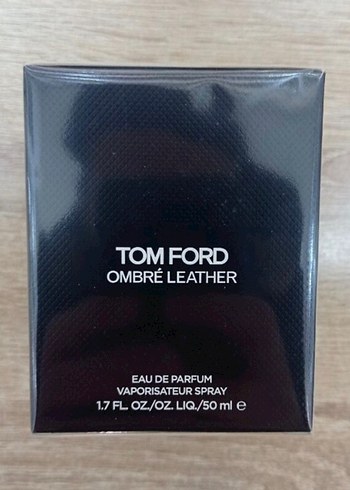 TOM FORD
OMBRÉ LEATHER
EAU DE PARFUM
VAPORISATEUR SPRAY
1.7 FL. OZ./OZ. LIQ./50 ml ℮